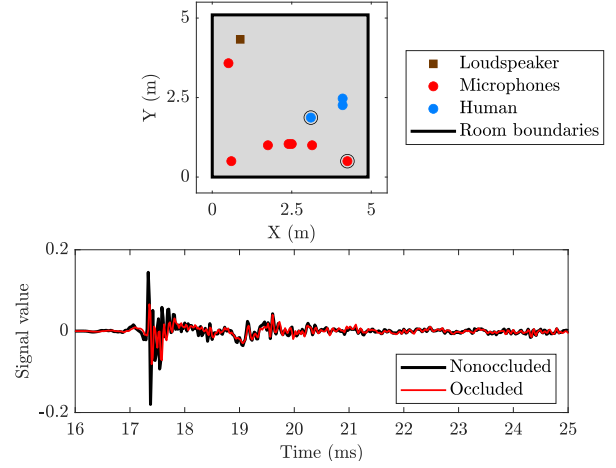 5
2.5
0
Y (m)
0
2.5
5
X (m)
Loudspeaker
Microphones
Human
Room boundaries
0.2
0
-0.2
Signal value
Nonoccluded
Occluded
16
17
18
19
20
21
22
23
24
25
Time (ms)